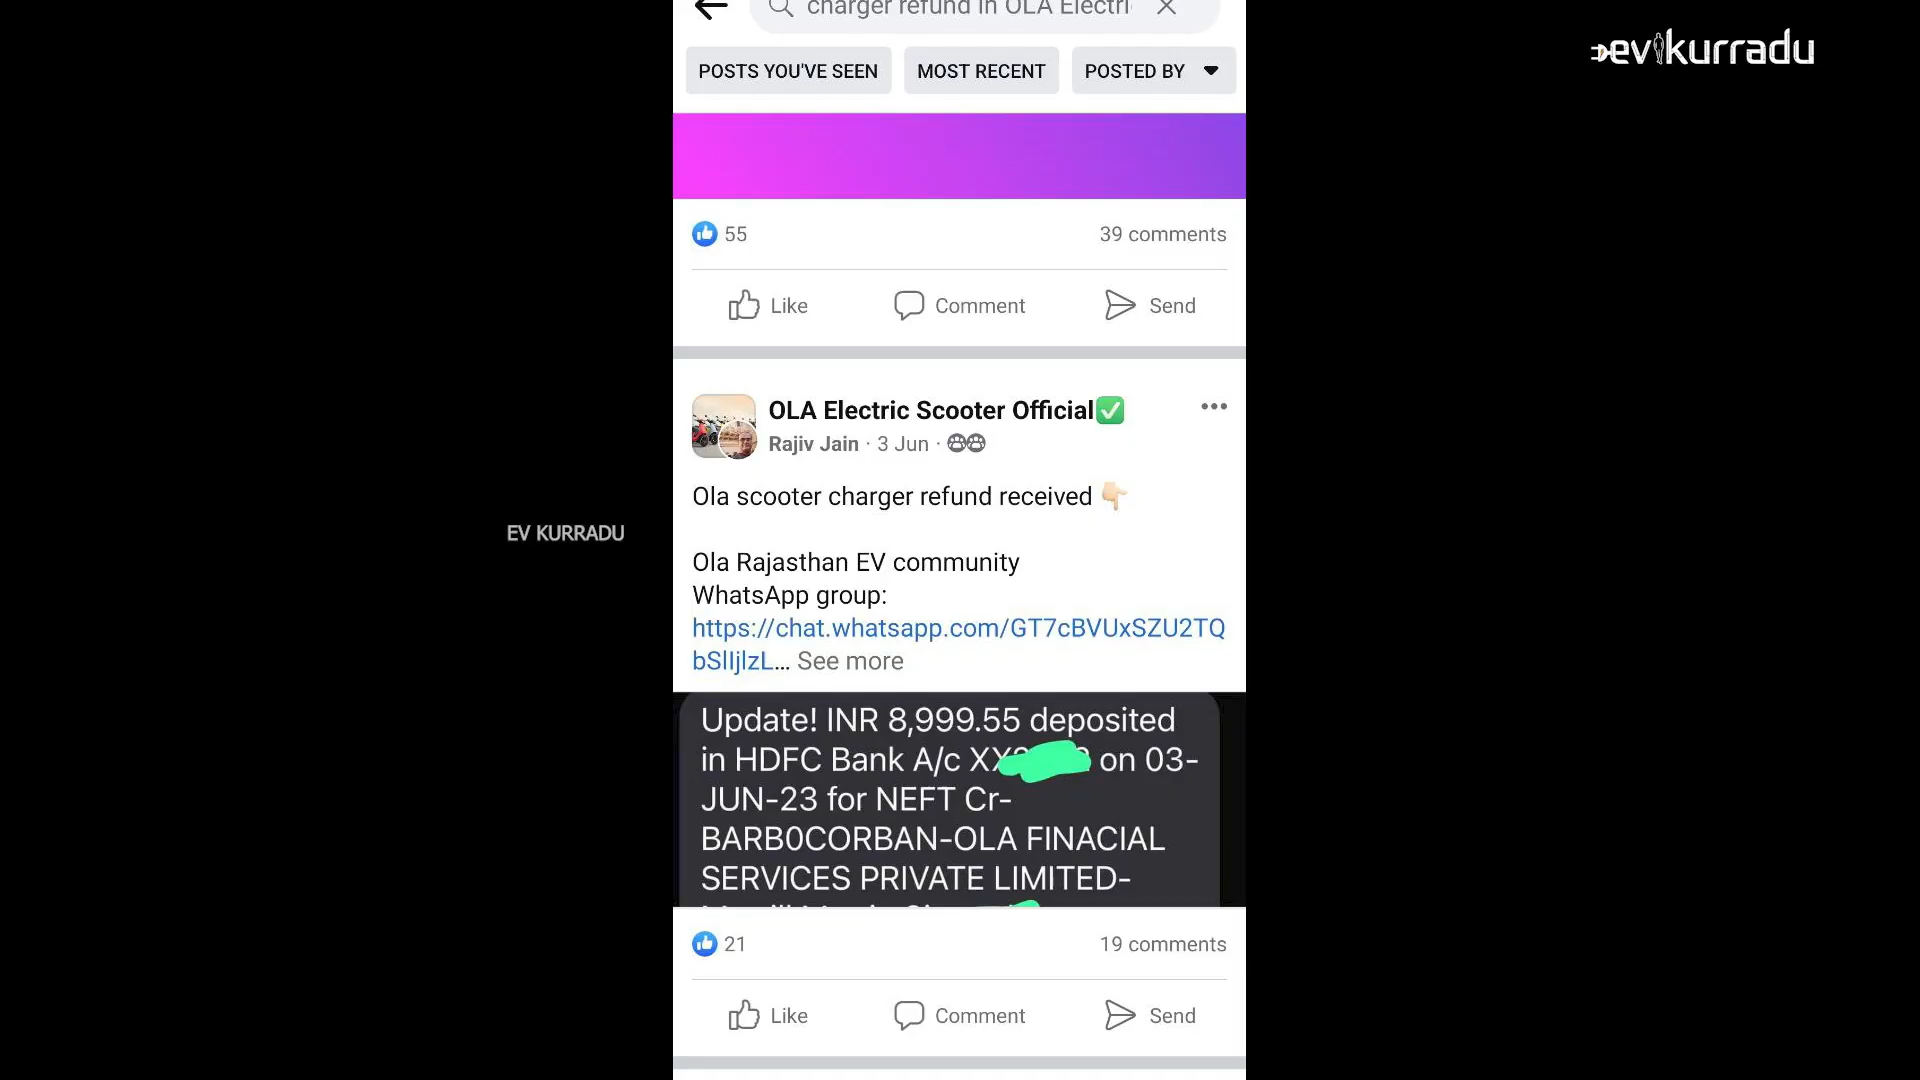 charger refund in OLA Electri
evkurradu
POSTS YOU'VE SEEN
MOST RECENT
POSTED BY
55
39 comments
Like
Comment
Send
OLA Electric Scooter Official✅
Rajiv Jain · 3 Jun ·
Ola scooter charger refund received 👇🏻
EV KURRADU
Ola Rajasthan EV community
WhatsApp group:
https://chat.whatsapp.com/GT7cBVUxSZU2TQ
bSlIjlzL... See more
Update! INR 8,999.55 deposited
in HDFC Bank A/c XX on 03-
JUN-23 for NEFT Cr-
BARB0CORBAN-OLA FINACIAL
SERVICES PRIVATE LIMITED-
21
19 comments
Like
Comment
Send